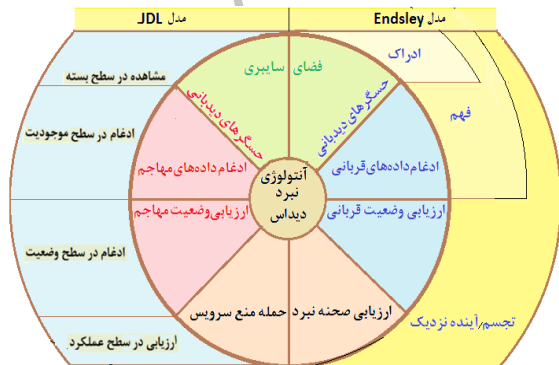 مدل Endsley
مدل JDL
ادراک
فهم
تجسم/آینده نزدیک
مشاهده در سطح بسته
ادغام در سطح موجودیت
ادغام در سطح وضعیت
ارزیابی در سطح عملکرد
فضای سایبری
حسگرهای دیدبانی
حسگرهای دیدبانی
ادغام داده‌های قربانی
ادغام داده‌های مهاجم
ارزیابی وضعیت قربانی
ارزیابی وضعیت مهاجم
آنتولوژی
نبرد
دیداس
ارزیابی صحنه نبرد
حمله منع سرویس